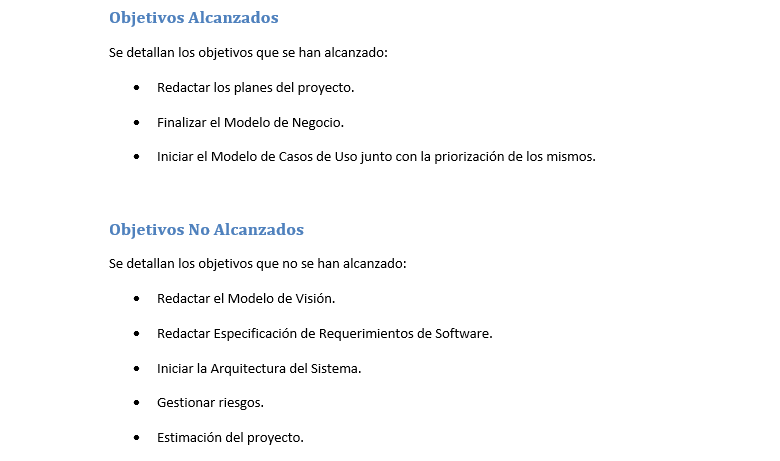 Objetivos Alcanzados
Se detallan los objetivos que se han alcanzado:
• Redactar los planes del proyecto.
• Finalizar el Modelo de Negocio.
• Iniciar el Modelo de Casos de Uso junto con la priorización de los mismos.
Objetivos No Alcanzados
Se detallan los objetivos que no se han alcanzado:
• Redactar el Modelo de Visión.
• Redactar Especificación de Requerimientos de Software.
• Iniciar la Arquitectura del Sistema.
• Gestionar riesgos.
• Estimación del proyecto.